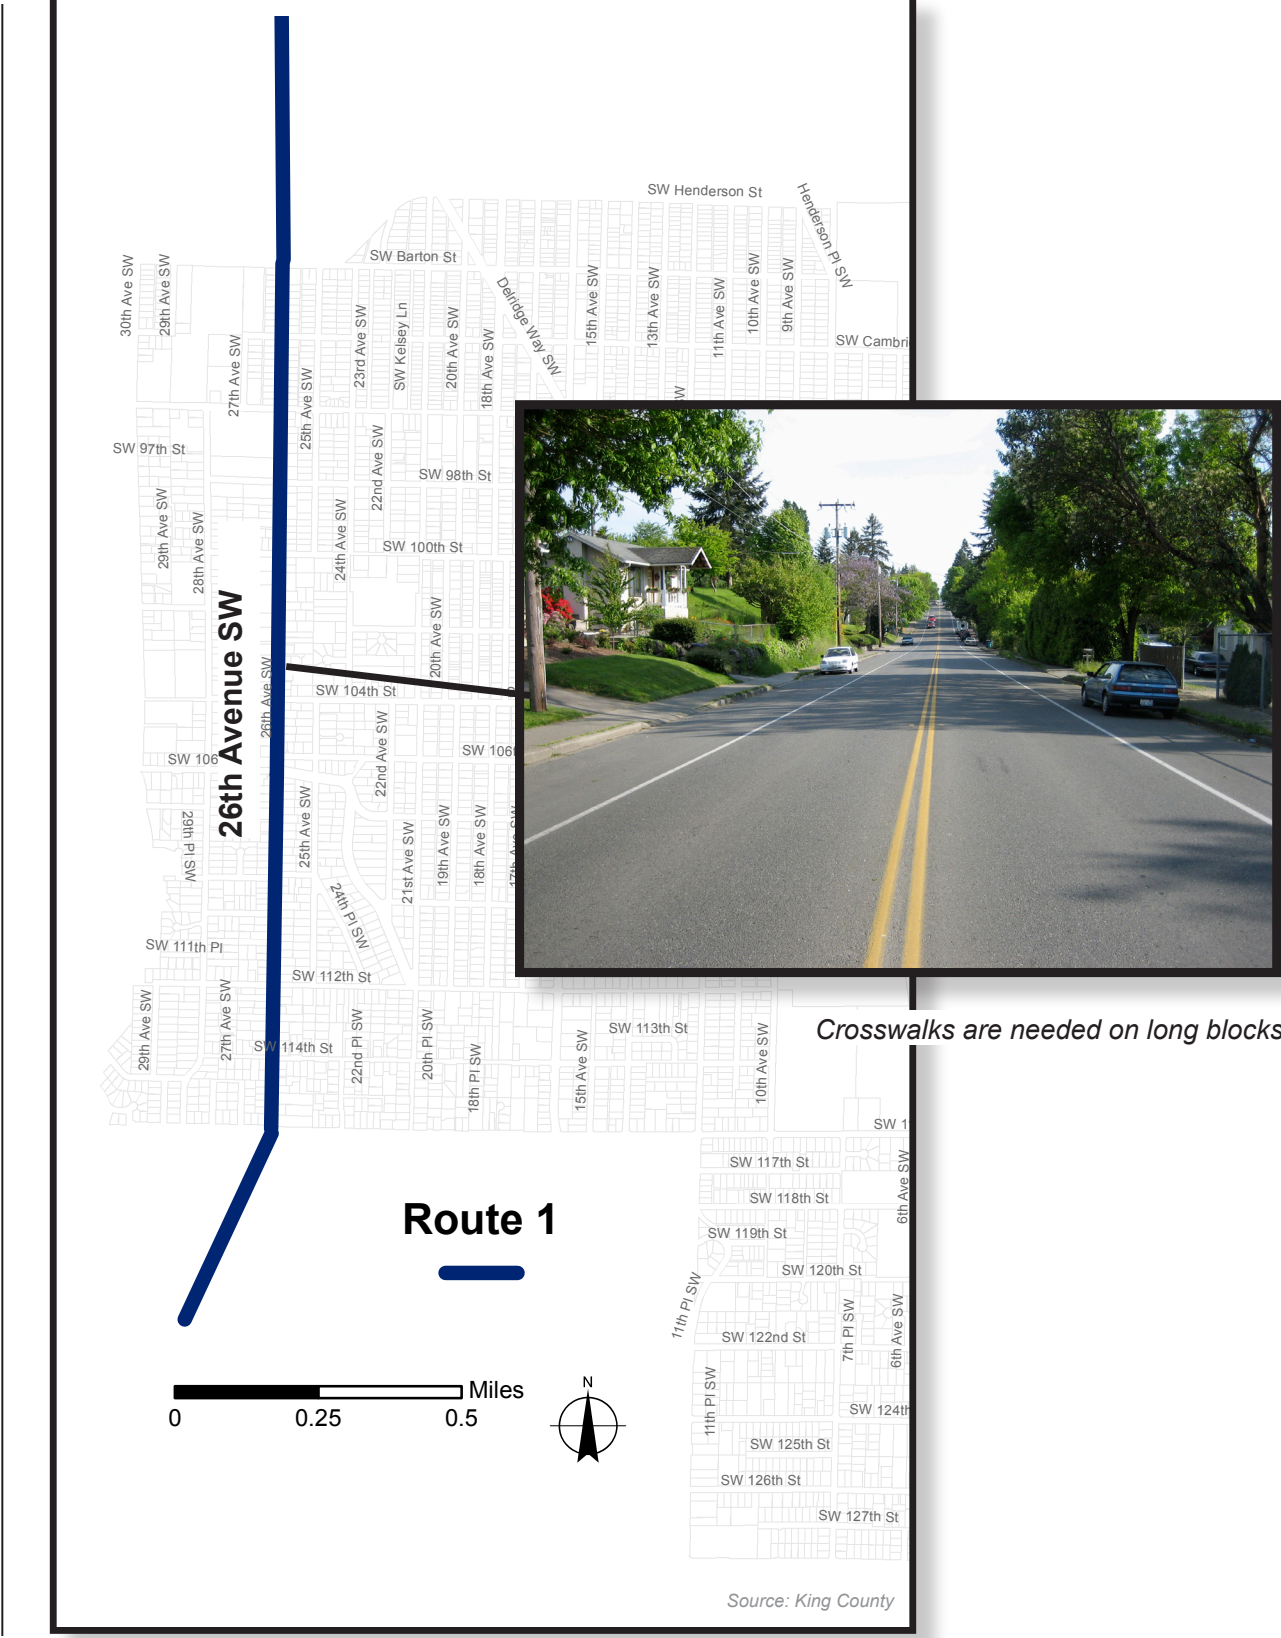 SW Henderson St
Henderson Pl SW
SW Barton St
30th Ave SW
29th Ave SW
27th Ave SW
25th Ave SW
23rd Ave SW
SW Kelsey Ln
20th Ave SW
18th Ave SW
Delridge Way SW
15th Ave SW
13th Ave SW
11th Ave SW
10th Ave SW
9th Ave SW
SW Cambri
W
SW 97th St
22nd Ave SW
SW 98th St
29th Ave SW
28th Ave SW
24th Ave SW
SW 100th St
26th Avenue SW
26th Ave SW
20th Ave SW
SW 104th St
22nd Ave SW
SW 106
SW 106t
29th Pl SW
25th Ave SW
24th Pl SW
21st Ave SW
19th Ave SW
18th Ave SW
17th Ave SW
SW 111th Pl
SW 112th St
29th Ave SW
27th Ave SW
SW 114th St
22nd Pl SW
20th Pl SW
18th Pl SW
15th Ave SW
SW 113th St
10th Ave SW
Crosswalks are needed on long blocks
SW 1
SW 117th St
6th Ave SW
SW 118th St
SW 119th St
SW 120th St
11th Pl SW
SW 122nd St
7th Pl SW
6th Ave SW
11th Pl SW
SW 124th
SW 125th St
SW 126th St
SW 127th St
Route 1
Miles
0 0.25 0.5
N
Source: King County